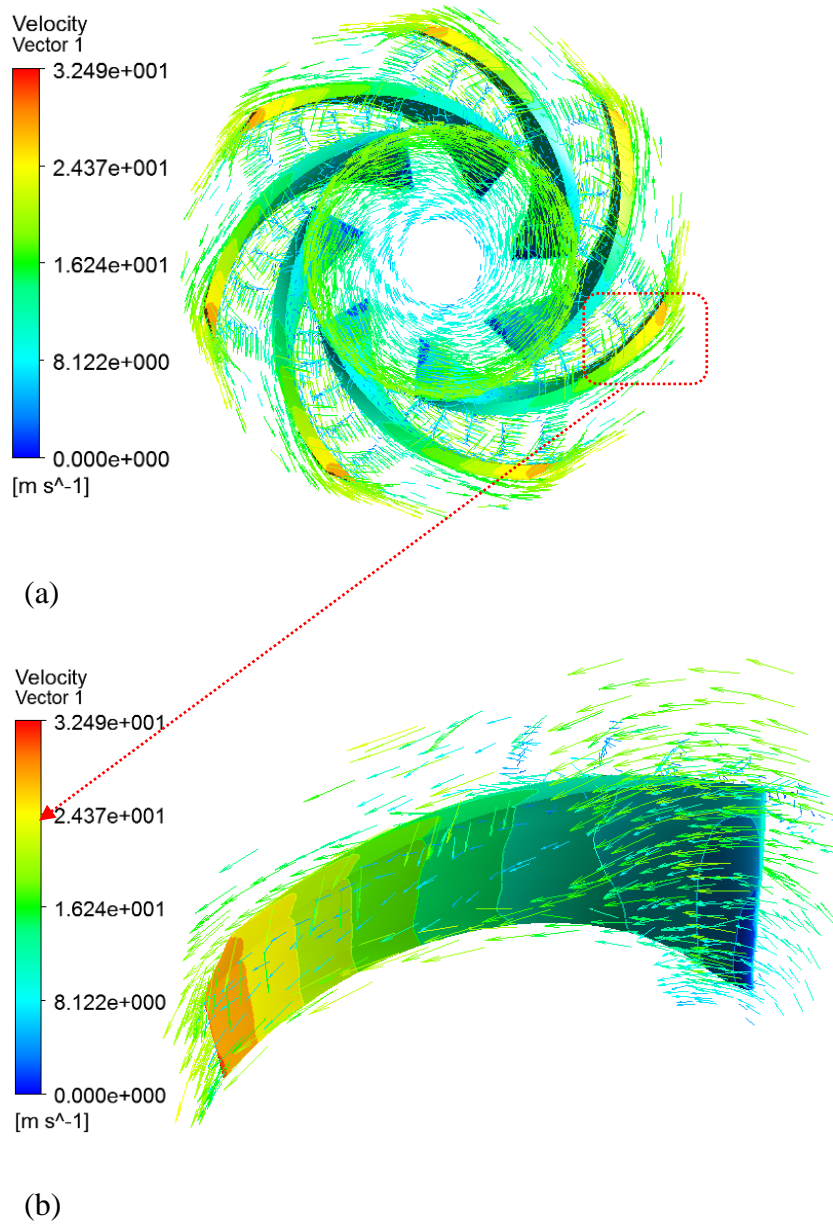 Velocity
Vector 1
3.249e+001
2.437e+001
1.624e+001
8.122e+000
0.000e+000
[m s^-1]
(a)
Velocity
Vector 1
3.249e+001
2.437e+001
1.624e+001
8.122e+000
0.000e+000
[m s^-1]
(b)